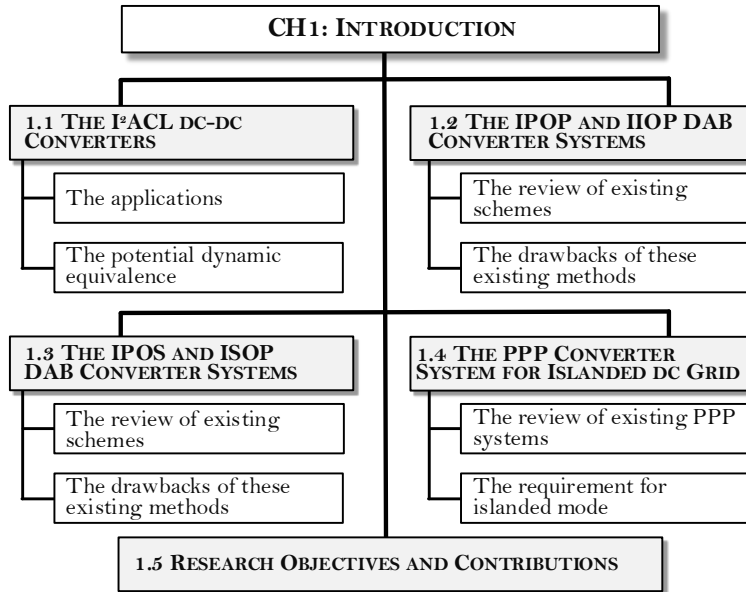 CH1: INTRODUCTION
1.1 THE I²ACL DC-DC
CONVERTERS
The applications
The potential dynamic
equivalence
1.2 THE IPOP AND IIOP DAB
CONVERTER SYSTEMS
The review of existing
schemes
The drawbacks of these
existing methods
1.3 THE IPOS AND ISOP
DAB CONVERTER SYSTEMS
The review of existing
schemes
The drawbacks of these
existing methods
1.4 THE PPP CONVERTER
SYSTEM FOR ISLANDED DC GRID
The review of existing PPP
systems
The requirement for
islanded mode
1.5 RESEARCH OBJECTIVES AND CONTRIBUTIONS